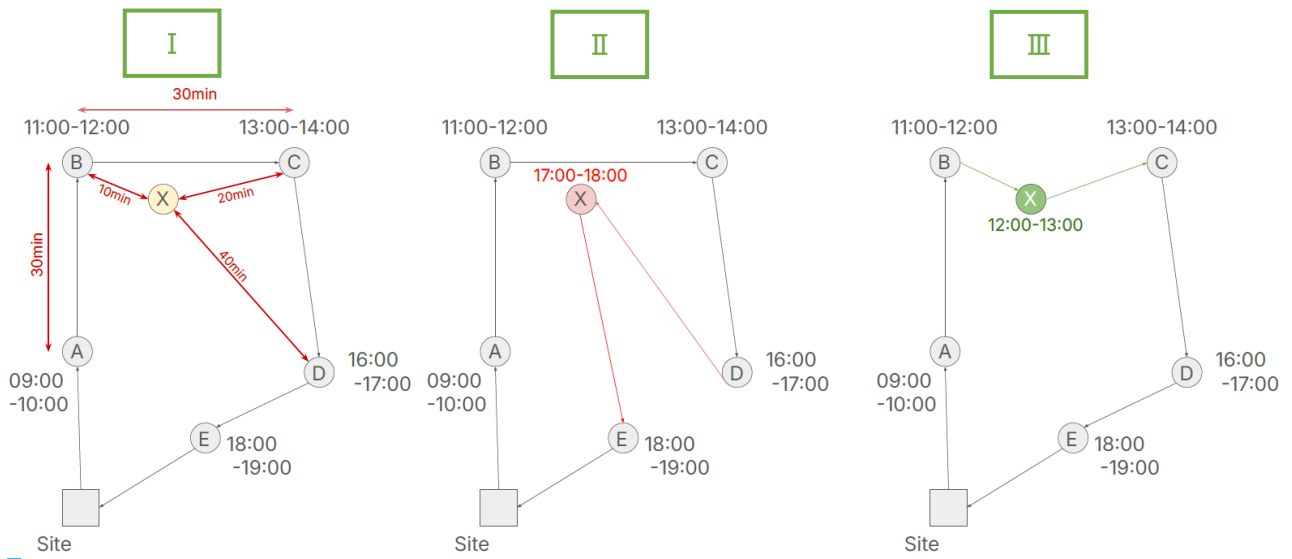 Ⅰ
30min
11:00-12:00
13:00-14:00
B
C
10min
X
20min
30min
40min
A
D
16:00
-17:00
09:00
-10:00
E
18:00
-19:00
Site
Ⅱ
11:00-12:00
13:00-14:00
B
C
17:00-18:00
X
A
D
16:00
-17:00
09:00
-10:00
E
18:00
-19:00
Site
Ⅲ
11:00-12:00
13:00-14:00
B
C
X
12:00-13:00
A
D
16:00
-17:00
09:00
-10:00
E
18:00
-19:00
Site